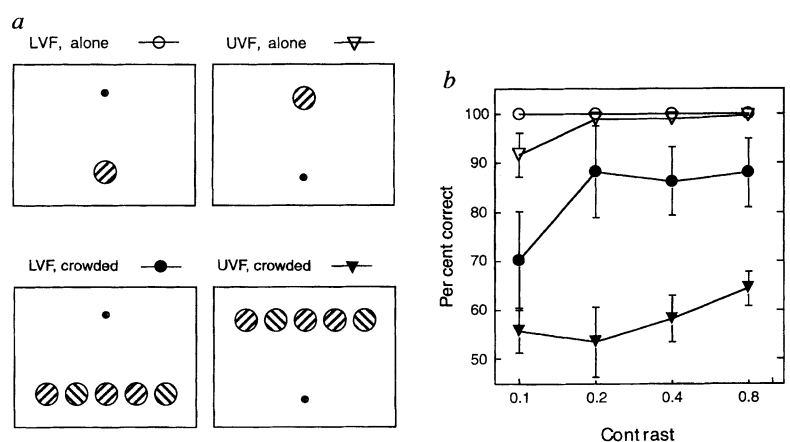 a
LVF, alone
UVF, alone
LVF, crowded
UVF, crowded
b
Per cent correct
100
90
80
70
60
50
0.1
0.2
0.4
0.8
Contrast